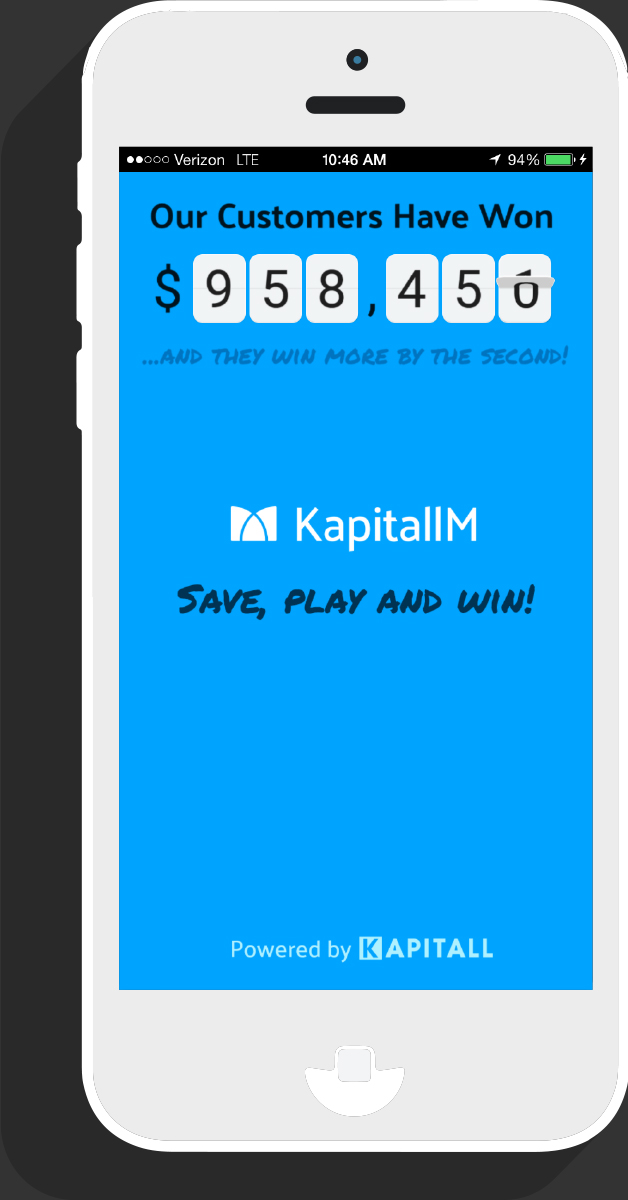 Verizon LTE 10:46 AM 94%
Our Customers Have Won
$958,45
...AND THEY WIN MORE BY THE SECOND!
KapitallM
SAVE, PLAY AND WIN!
Powered by KAPITALL